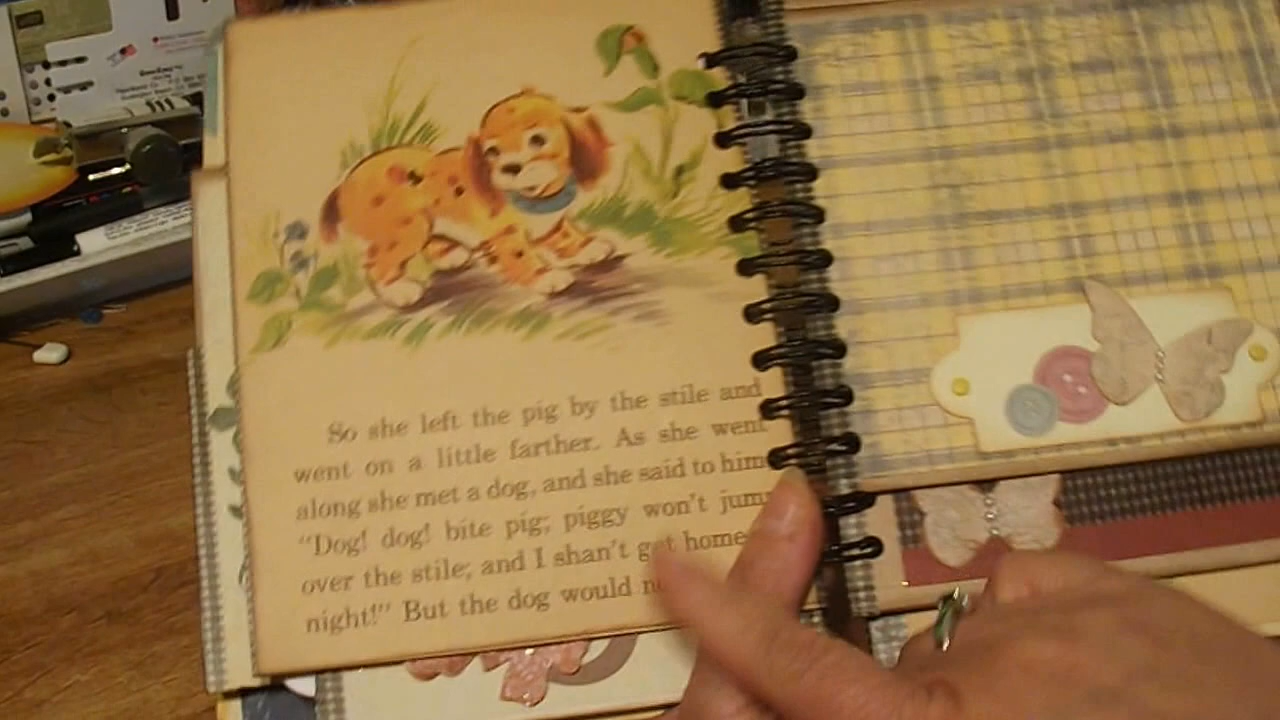 So she left the pig by the stile and
went on a little farther. As she went
along she met a dog, and she said to him
"Dog! dog! bite pig; piggy won't jump
over the stile; and I shan't get home
night!" But the dog would